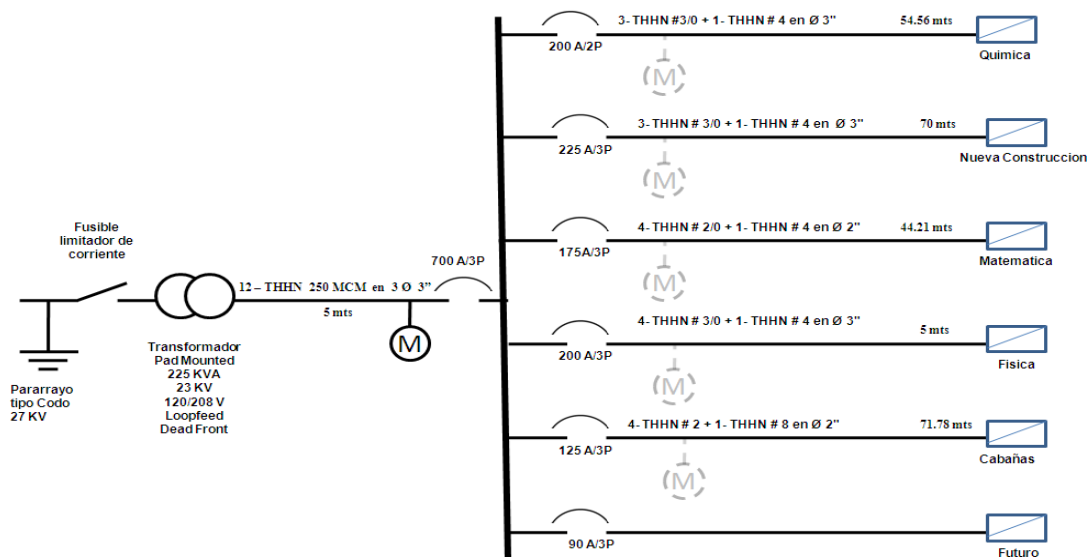 3- THHN #3/0 + 1- THHN # 4 en Ø 3"
54.56 mts
200 A/2P
M
Quimica
3- THHN # 3/0 + 1- THHN # 4 en Ø 3"
70 mts
225 A/3P
M
Nueva Construccion
4- THHN # 2/0 + 1- THHN # 4 en Ø 2"
44.21 mts
175A/3P
M
Matematica
Fusible
limitador de
corriente
700 A/3P
12 – THHN 250 MCM en 3 Ø 3”
5 mts
M
Transformador
Pad Mounted
225 KVA
23 KV
120/208 V
Loopfeed
Dead Front
Pararrayo
tipo Codo
27 KV
4- THHN # 3/0 + 1- THHN # 4 en Ø 3"
5 mts
200 A/3P
M
Fisica
4- THHN # 2 + 1- THHN # 8 en Ø 2"
71.78 mts
125 A/3P
M
Cabañas
90 A/3P
Futuro